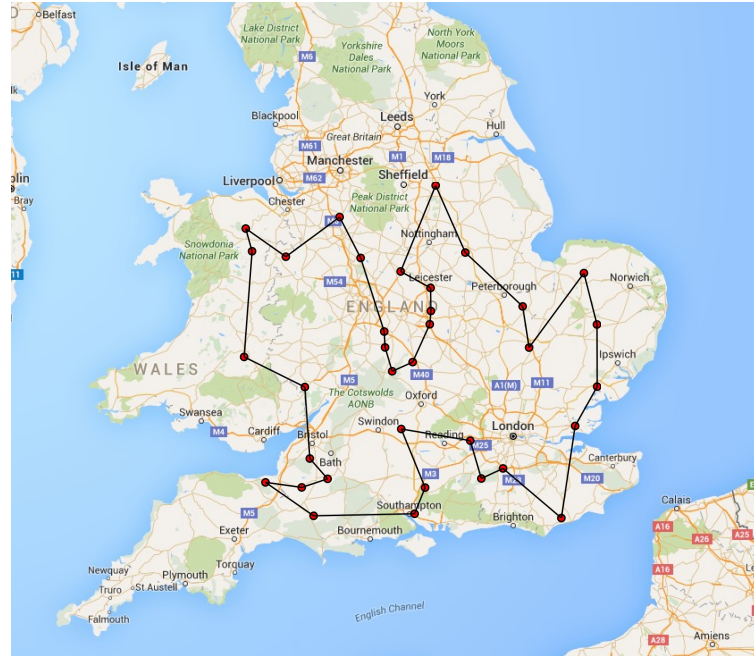 Belfast
Lake District
National Park
North York
Moors
National Park
M6
Yorkshire
Dales
National Park
Isle of Man
York
Blackpool
Leeds
Hull
Great Britain
M61
M1
M18
Manchester
Liverpool
M62
Sheffield
Chester
Peak District
National Park
Bray
Nottingham
Snowdonia
National Park
11
M54
Leicester
Peterborough
Norwich
ENGLAND
WALES
M5
M40
A1(M)
M11
Ipswich
The Cotswolds
AONB
Oxford
Swansea
Cardiff
M4
Bristol
Swindon
London
Reading
M25
Bath
M3
M23
M20
Canterbury
Southampton
Calais
M5
Exeter
Bournemouth
Brighton
A16
A26
A25
Torquay
Newquay
Plymouth
A16
A1
Truro
St Austell
Falmouth
English Channel
A28
Amiens